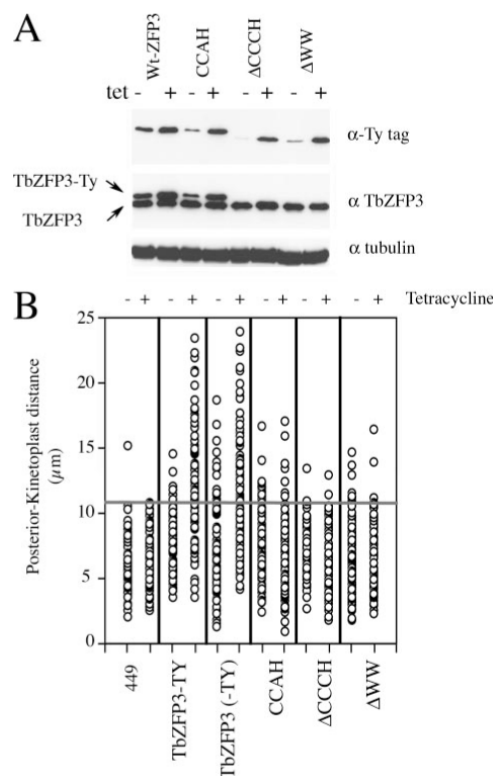 A
Wt-ZFP3 CCAH ΔCCCH ΔWW
tet - + - + - + - +
α-Ty tag
TbZFP3-Ty
TbZFP3
α TbZFP3
α tubulin
B
- + - + - + - + - + - + Tetracycline
Posterior-Kinetoplast distance
(μm)
25
20
15
10
5
0
449 TbZFP3-TY TbZFP3 (-TY) CCAH ΔCCCH ΔWW